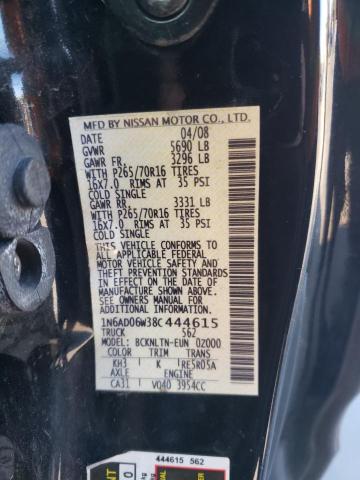 MFD BY NISSAN MOTOR CO., LTD.
DATE 04/08
GVWR 5690 LB
GAWR FR. 3296 LB
WITH P265/70R16 TIRES
16X7.0 RIMS AT 35 PSI
COLD SINGLE
GAWR RR 3331 LB
WITH P265/70R16 TIRES
16X7.0 RIMS AT 35 PSI
COLD SINGLE
THIS VEHICLE CONFORMS TO
ALL APPLICABLE FEDERAL
MOTOR VEHICLE SAFETY
AND THEFT PREVENTION STANDARDS
IN EFFECT ON THE DATE OF
MANUFACTURE SHOWN ABOVE.
SEE OWNERS MANUAL FOR
ADDITIONAL INFORMATION.
1N6AD06W38C444615
TRUCK 562
MODEL BCKNLTN-EUN 02000
COLOR TRIM TRANS
KH3 K RE5R05A
AXLE ENGINE
CA31 VQ40 3954CC
444615 562